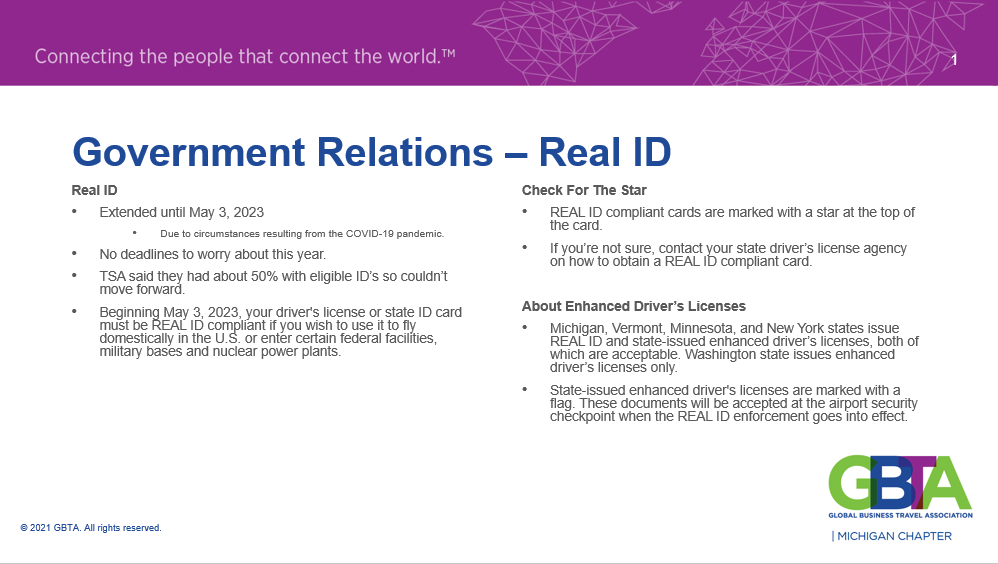 Connecting the people that connect the world.™
1
Government Relations – Real ID
Real ID
• Extended until May 3, 2023
• Due to circumstances resulting from the COVID-19 pandemic.
• No deadlines to worry about this year.
• TSA said they had about 50% with eligible ID’s so couldn’t
move forward.
• Beginning May 3, 2023, your driver's license or state ID card
must be REAL ID compliant if you wish to use it to fly
domestically in the U.S. or enter certain federal facilities,
military bases and nuclear power plants.
Check For The Star
• REAL ID compliant cards are marked with a star at the top of
the card.
• If you’re not sure, contact your state driver’s license agency
on how to obtain a REAL ID compliant card.
About Enhanced Driver’s Licenses
• Michigan, Vermont, Minnesota, and New York states issue
REAL ID and state-issued enhanced driver’s licenses, both of
which are acceptable. Washington state issues enhanced
driver’s licenses only.
• State-issued enhanced driver's licenses are marked with a
flag. These documents will be accepted at the airport security
checkpoint when the REAL ID enforcement goes into effect.
GBTA
GLOBAL BUSINESS TRAVEL ASSOCIATION
| MICHIGAN CHAPTER
© 2021 GBTA. All rights reserved.